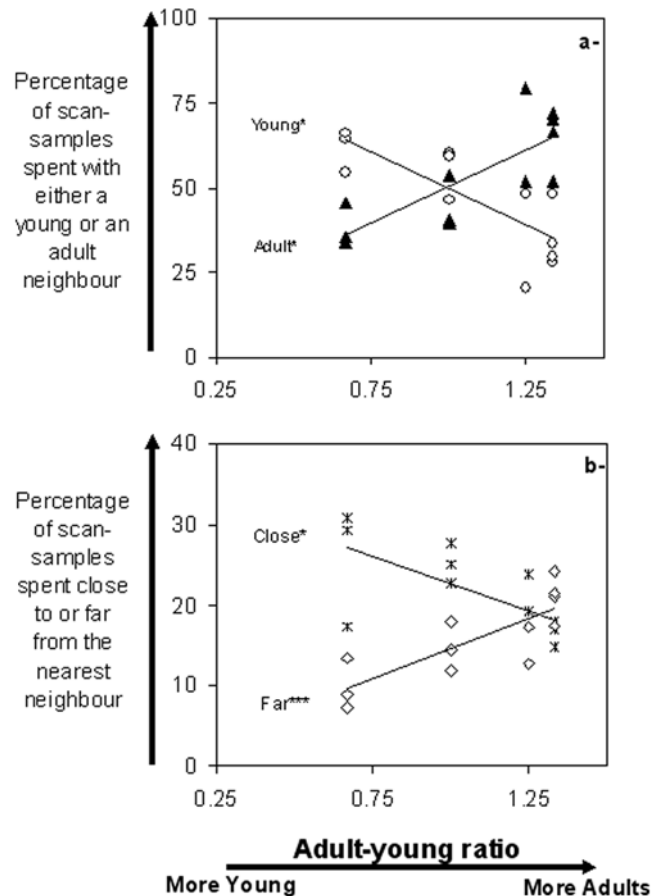 100
a-
Percentage
of scan-
samples
spent with
either a
young or an
adult
neighbour
75
50
25
0
Young*
Adult*
0.25
0.75
1.25
40
b-
Percentage
of scan-
samples
spent close
to or far
from the
nearest
neighbour
30
20
10
0
Close*
Far***
0.25
0.75
1.25
Adult-young ratio
More Young
More Adults